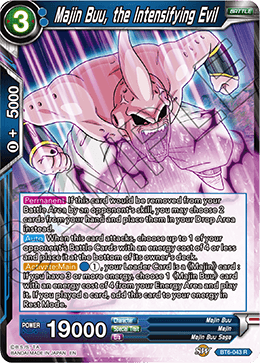 3
Majin Buu, the Intensifying Evil
BATTLE
0 + 5000
Permanent If this card would be removed from your
Battle Area by an opponent's skill, you may choose 2
cards from your hand and place them in your Drop Area
instead.
Auto When this card attacks, choose up to 1 of your
opponent's Battle Cards with an energy cost of 6 or less
and place it at the bottom of its owner's deck.
Activate: Main 1, your Leader Card is a {Majin} card:
If you have 3 or more energy, choose 1 {Majin Buu} card
with an energy cost of 4 from your Energy Area and play
it. If you played a card, add this card to your energy in
Rest Mode.
POWER 19000
Character Majin Buu
Special Trait Majin
Era Majin Buu Saga
MADE IN JAPAN EN
BT6-043 R